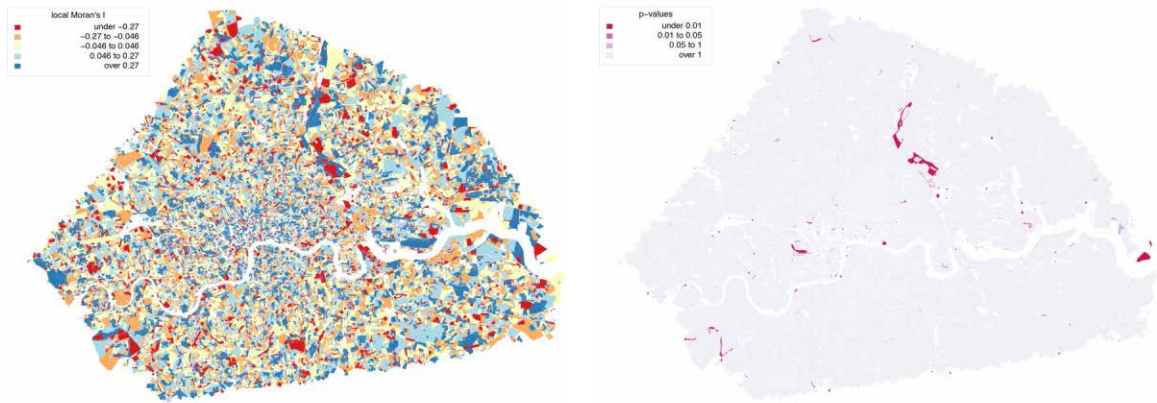 local Moran's I
under -0.27
−0.27 to −0.046
−0.046 to 0.046
0.046 to 0.27
over 0.27
p-values
under 0.01
0.01 to 0.05
0.05 to 1
over 1